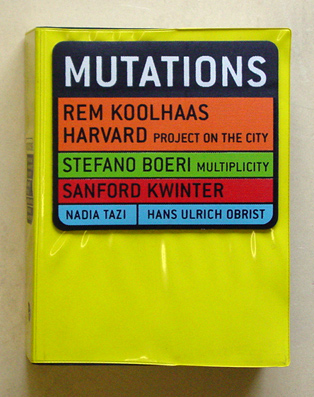 MUTATIONS
REM KOOLHAAS
HARVARD PROJECT ON THE CITY
STEFANO BOERI MULTIPLICITY
SANFORD KWINTER
NADIA TAZI HANS ULRICH OBRIST